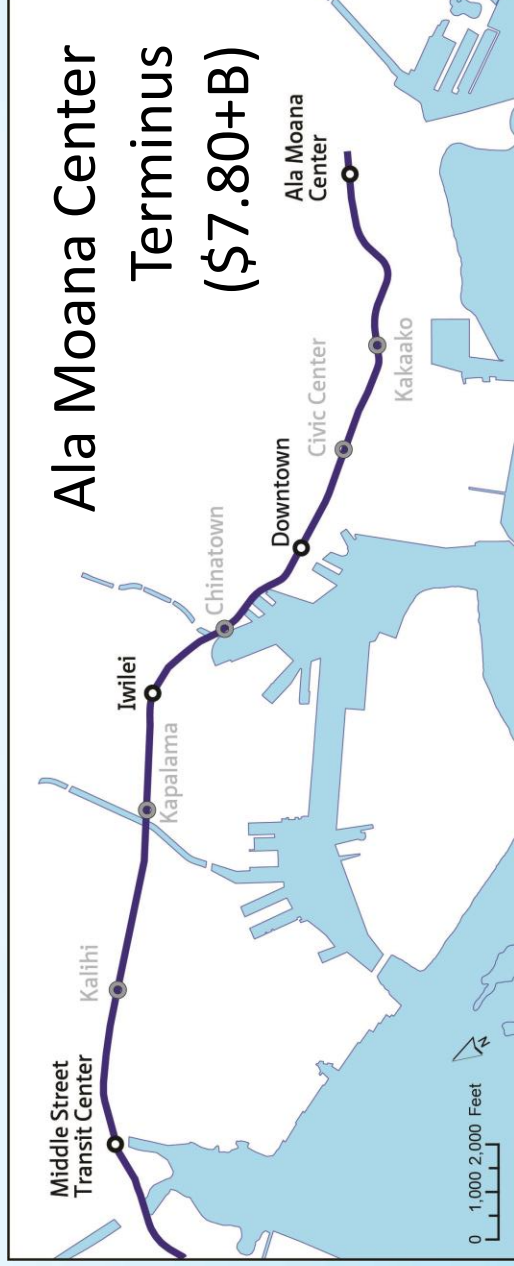 Ala Moana Center
Terminus
($7.80+B)
Middle Street
Transit Center
Kalihi
Kapalama
Iwilei
Chinatown
Downtown
Civic Center
Kakaako
Ala Moana
Center
0 1,000 2,000 Feet
N